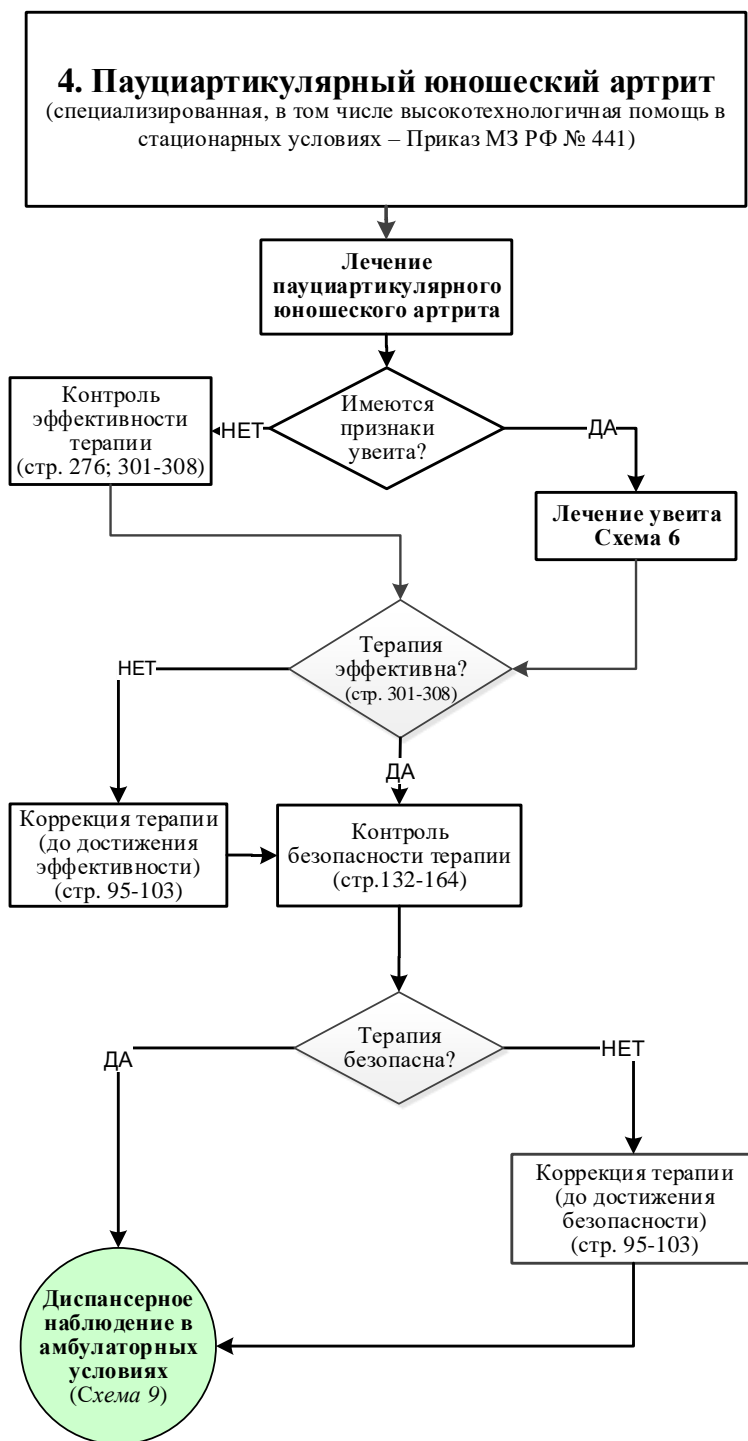 4. Пауциартикулярный юношеский артрит
(специализированная, в том числе высокотехнологичная помощь в
стационарных условиях – Приказ МЗ РФ № 441)
Лечение
пауциартикулярного
юношеского артрита
Контроль
эффективности
терапии
(стр. 276; 301-308)
НЕТ
Имеются
признаки
увеита?
ДА
Лечение увеита
Схема 6
Терапия
эффективна?
(стр. 301-308)
НЕТ
ДА
Коррекция терапии
(до достижения
эффективности)
(стр. 95-103)
Контроль
безопасности терапии
(стр.132-164)
Терапия
безопасна?
ДА
НЕТ
Коррекция терапии
(до достижения
безопасности)
(стр. 95-103)
Диспансерное
наблюдение в
амбулаторных
условиях
(Схема 9)